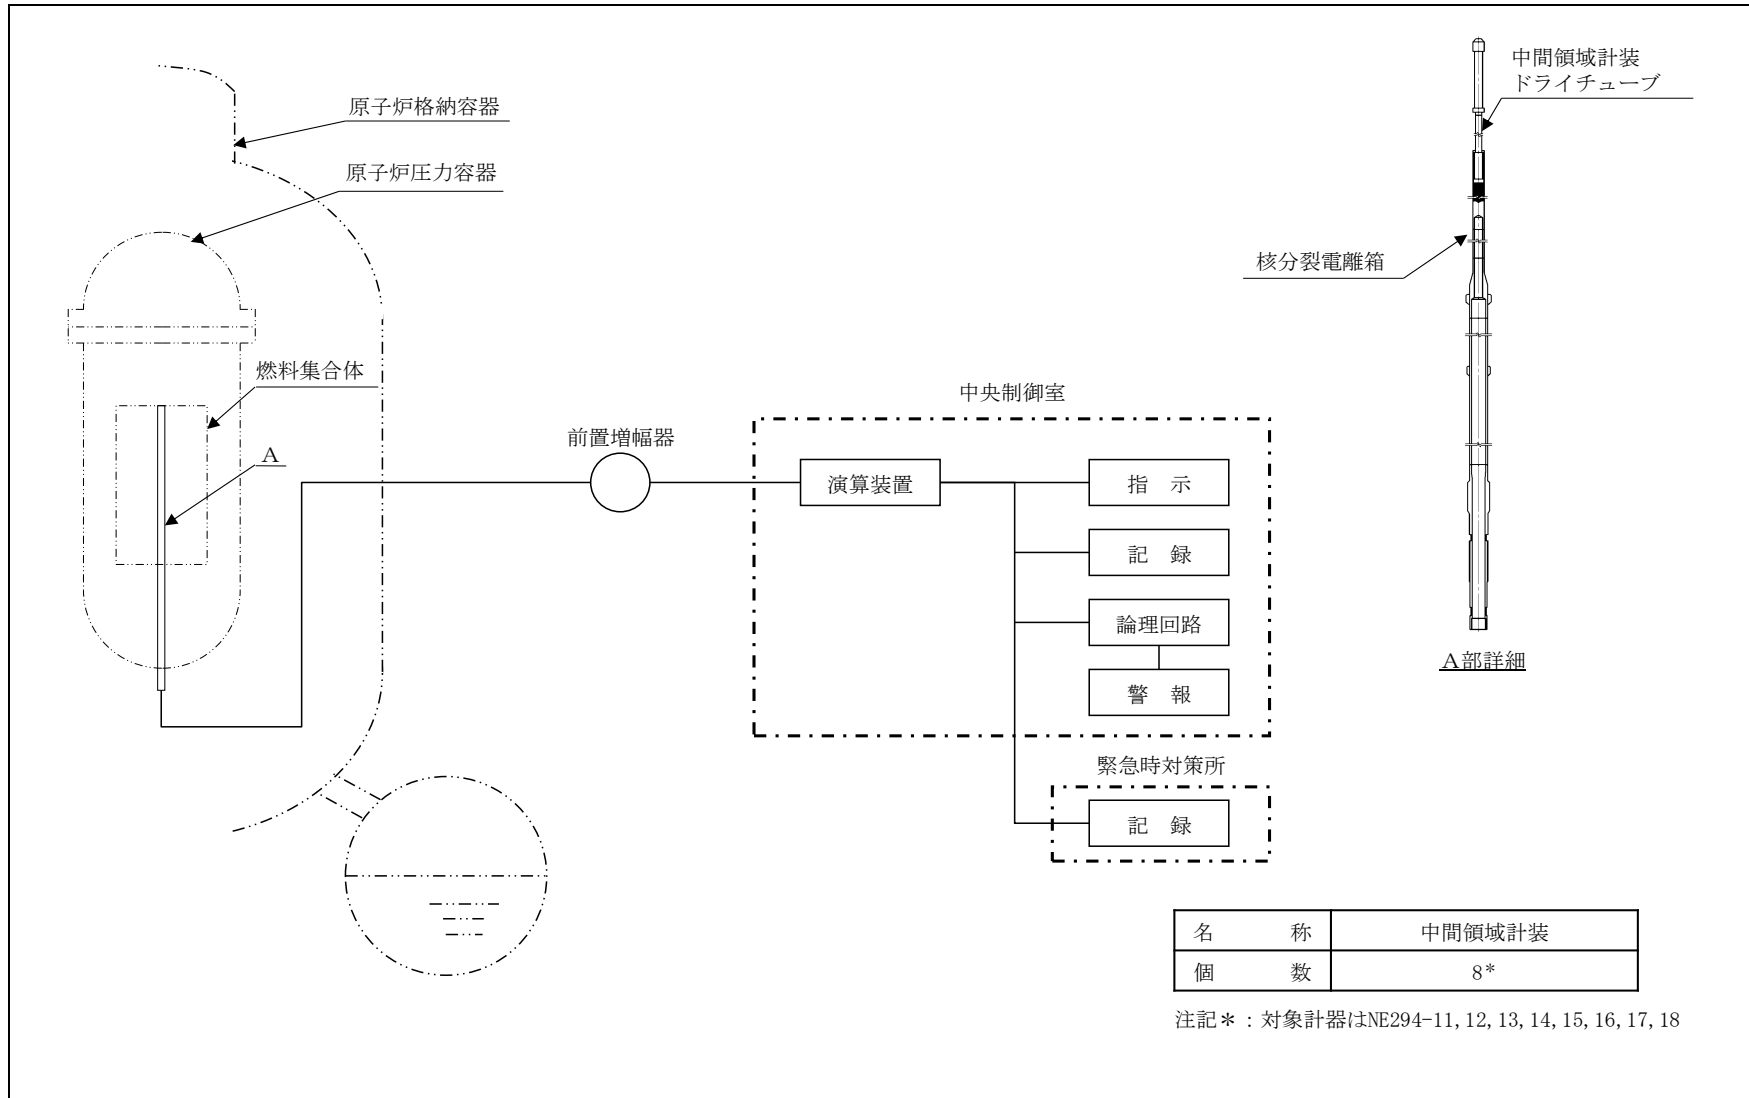 原子炉格納容器
原子炉圧力容器
燃料集合体
A
前置増幅器
中央制御室
演算装置
指 示
記 録
論理回路
警 報
緊急時対策所
記 録
中間領域計装
ドライチューブ
核分裂電離箱
A部詳細
名 称 中間領域計装
個 数 8*
注記*:対象計器はNE294-11,12,13,14,15,16,17,18